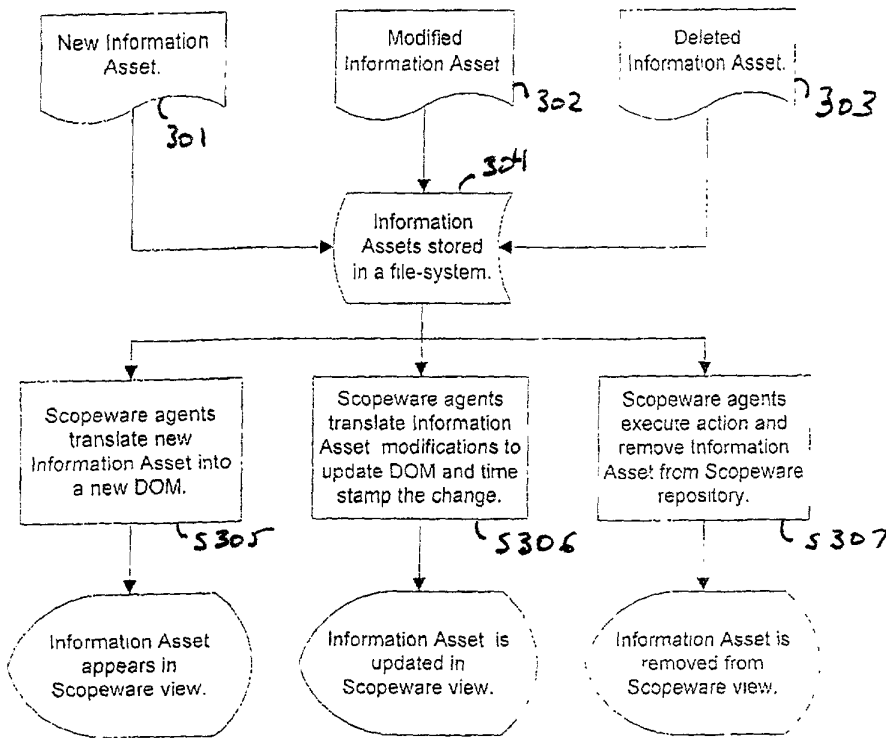 New Information
Asset.
301
Modified
Information Asset
302
Deleted
Information Asset.
303
304
Information
Assets stored
in a file-system.
Scopeware agents
translate new
Information Asset into
a new DOM.
S305
Scopeware agents
translate Information
Asset modifications to
update DOM and time
stamp the change.
S306
Scopeware agents
execute action and
remove Information
Asset from Scopeware
repository.
S307
Information Asset
appears in
Scopeware view.
Information Asset is
updated in
Scopeware view.
Information Asset is
removed from
Scopeware view.